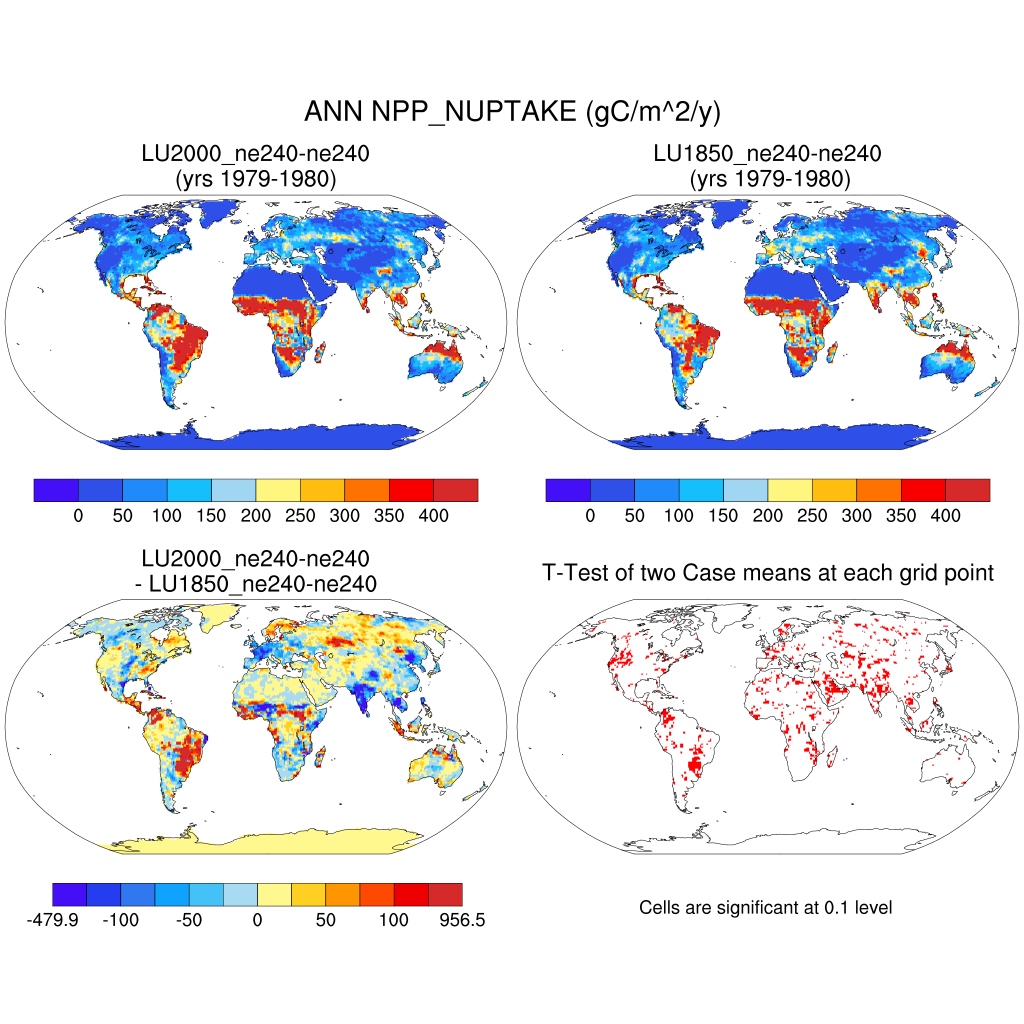 ANN NPP_NUPTAKE (gC/m^2/y)
LU2000_ne240-ne240
(yrs 1979-1980)
LU1850_ne240-ne240
(yrs 1979-1980)
0 50 100 150 200 250 300 350 400
0 50 100 150 200 250 300 350 400
LU2000_ne240-ne240
- LU1850_ne240-ne240
T-Test of two Case means at each grid point
-479.9 -100 -50 0 50 100 956.5
Cells are significant at 0.1 level